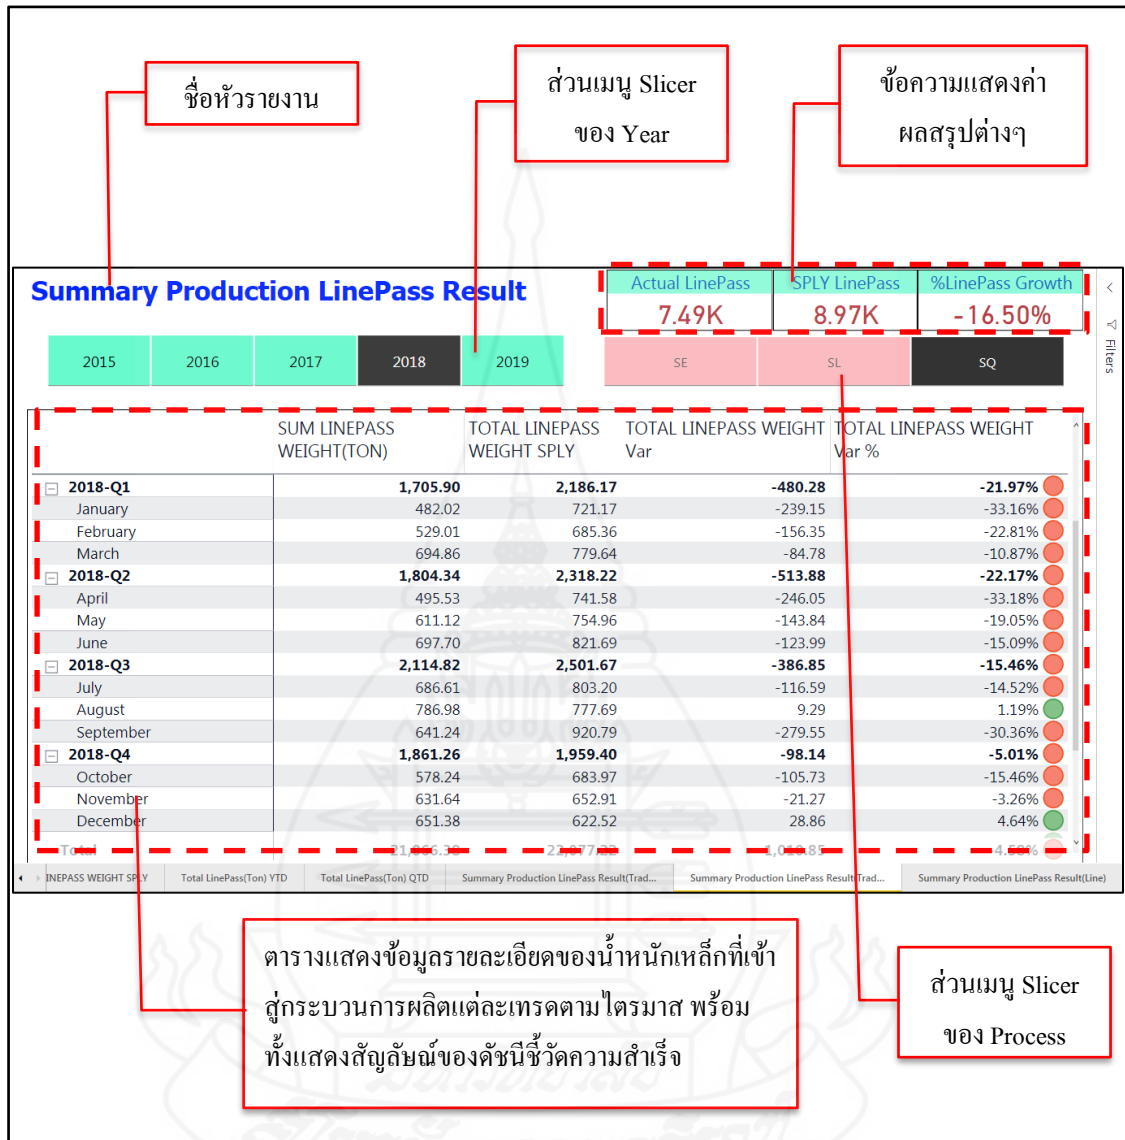 ชื่อหัวรายงาน
ส่วนเมนู Slicer
ของ Year
ข้อความแสดงค่า
ผลสรุปต่างๆ
Summary Production LinePass Result
Actual LinePass SPLY LinePass %LinePass Growth
7.49K 8.97K -16.50%
2015 2016 2017 2018 2019 SE SL SQ
Filters
SUM LINEPASS TOTAL LINEPASS TOTAL LINEPASS WEIGHT TOTAL LINEPASS WEIGHT
WEIGHT(TON) WEIGHT SPLY Var Var %
2018-Q1 1,705.90 2,186.17 -480.28 -21.97%
January 482.02 721.17 -239.15 -33.16%
February 529.01 685.36 -156.35 -22.81%
March 694.86 779.64 -84.78 -10.87%
2018-Q2 1,804.34 2,318.22 -513.88 -22.17%
April 495.53 741.58 -246.05 -33.18%
May 611.12 754.96 -143.84 -19.05%
June 697.70 821.69 -123.99 -15.09%
2018-Q3 2,114.82 2,501.67 -386.85 -15.46%
July 686.61 803.20 -116.59 -14.52%
August 786.98 777.69 9.29 1.19%
September 641.24 920.79 -279.55 -30.36%
2018-Q4 1,861.26 1,959.40 -98.14 -5.01%
October 578.24 683.97 -105.73 -15.46%
November 631.64 652.91 -21.27 -3.26%
December 651.38 622.52 28.86 4.64%
Total
INEPASS WEIGHT SPLY Total LinePass(Ton) YTD Total LinePass(Ton) QTD Summary Production LinePass Result(Trad... Summary Production LinePass Result(Trad... Summary Production LinePass Result(Line)
ตารางแสดงข้อมูลรายละเอียดของน้ำหนักเหล็กที่เข้า
สู่กระบวนการผลิตแต่ละเทรดตามไตรมาส พร้อม
ทั้งแสดงสัญลัษณ์ของดัชนีชี้วัดความสำเร็จ
ส่วนเมนู Slicer
ของ Process